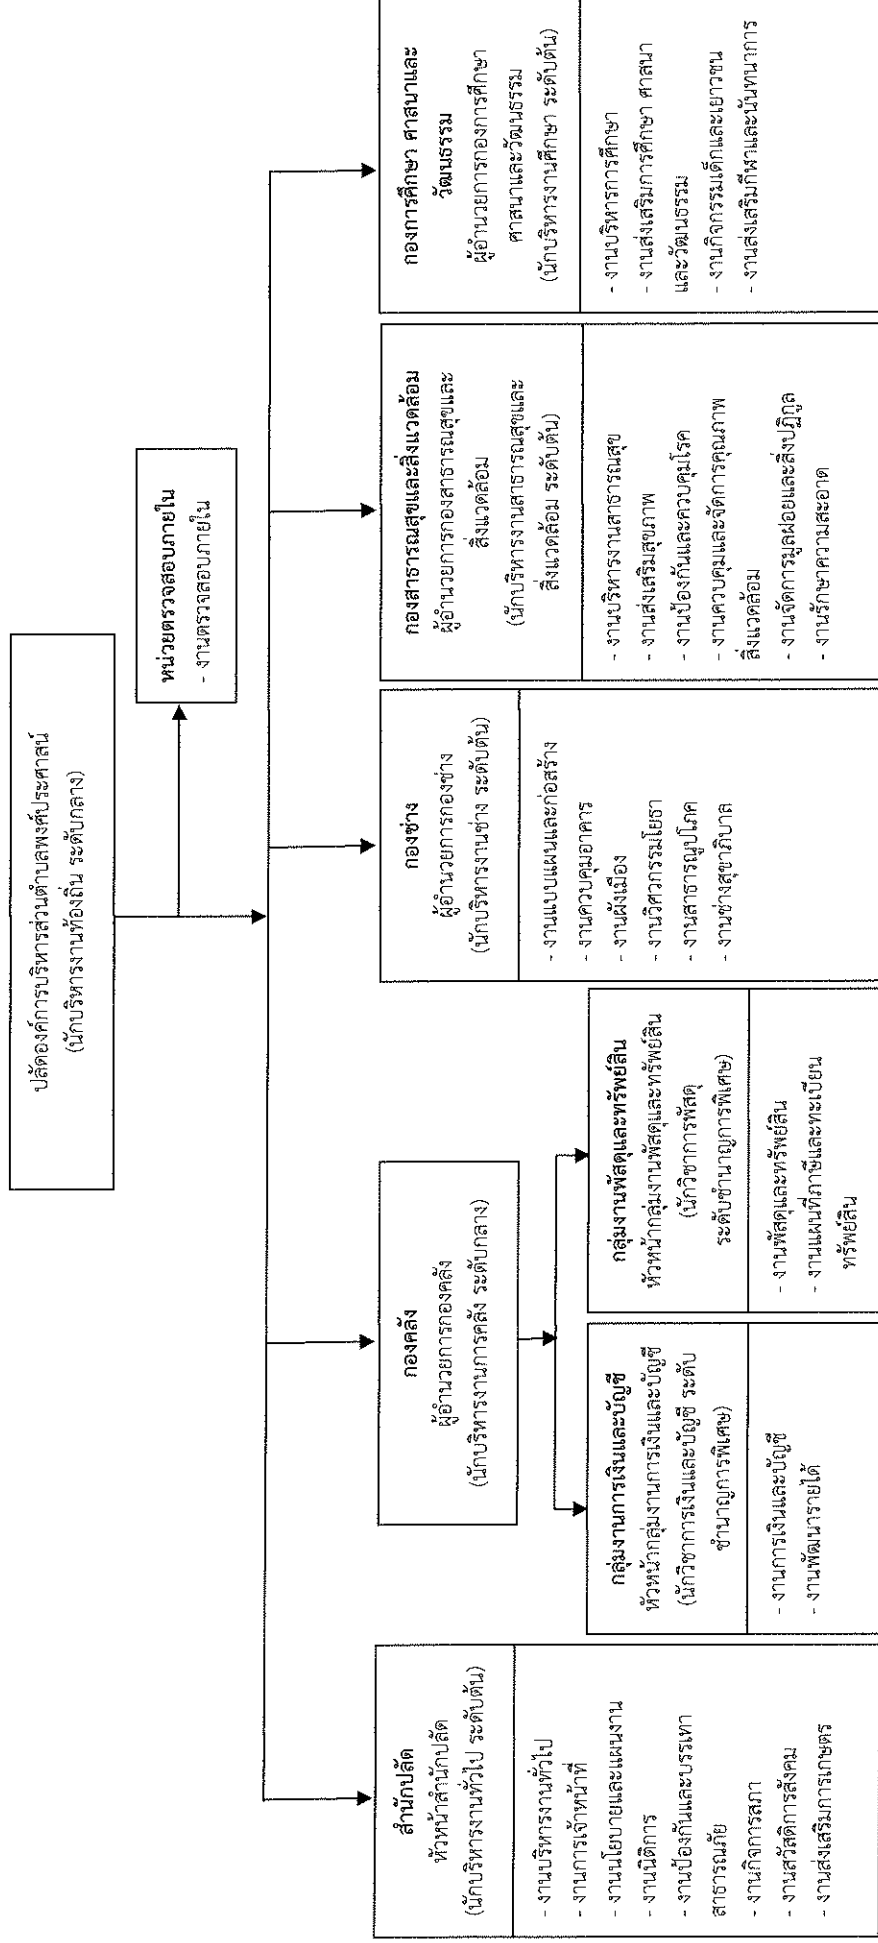 ปลัดองค์การบริหารส่วนตำบลพงศ์ประศาสน์
(นักบริหารงานท้องถิ่น ระดับกลาง)
หน่วยตรวจสอบภายใน
- งานตรวจสอบภายใน
สำนักปลัด
หัวหน้าสำนักปลัด
(นักบริหารงานทั่วไป ระดับต้น)
- งานบริหารงานทั่วไป
- งานการเจ้าหน้าที่
- งานนโยบายและแผนงาน
- งานนิติการ
- งานป้องกันและบรรเทา
สาธารณภัย
- งานกิจการสภา
- งานสวัสดิการสังคม
- งานส่งเสริมการเกษตร
กองคลัง
ผู้อำนวยการกองคลัง
(นักบริหารงานการคลัง ระดับกลาง)
กลุ่มงานการเงินและบัญชี
หัวหน้ากลุ่มงานการเงินและบัญชี
(นักวิชาการเงินและบัญชี ระดับ
ชำนาญการพิเศษ)
- งานการเงินและบัญชี
- งานพัฒนารายได้
กลุ่มงานพัสดุและทรัพย์สิน
หัวหน้ากลุ่มงานพัสดุและทรัพย์สิน
(นักวิชาการพัสดุ
ระดับชำนาญการพิเศษ)
- งานพัสดุและทรัพย์สิน
- งานแผนที่ภาษีและทะเบียน
ทรัพย์สิน
กองช่าง
ผู้อำนวยการกองช่าง
(นักบริหารงานช่าง ระดับต้น)
- งานแบบแผนและก่อสร้าง
- งานควบคุมอาคาร
- งานผังเมือง
- งานวิศวกรรมโยธา
- งานสาธารณูปโภค
- งานช่างสุขาภิบาล
กองสาธารณสุขและสิ่งแวดล้อม
ผู้อำนวยการกองสาธารณสุขและ
สิ่งแวดล้อม
(นักบริหารงานสาธารณสุขและ
สิ่งแวดล้อม ระดับต้น)
- งานบริหารงานสาธารณสุข
- งานส่งเสริมสุขภาพ
- งานป้องกันและควบคุมโรค
- งานควบคุมและจัดการคุณภาพ
สิ่งแวดล้อม
- งานจัดการมูลฝอยและสิ่งปฏิกูล
- งานรักษาความสะอาด
กองการศึกษา ศาสนาและ
วัฒนธรรม
ผู้อำนวยการกองการศึกษา
ศาสนาและวัฒนธรรม
(นักบริหารงานศึกษา ระดับต้น)
- งานบริหารการศึกษา
- งานส่งเสริมการศึกษา ศาสนา
และวัฒนธรรม
- งานกิจกรรมเด็กและเยาวชน
- งานส่งเสริมกีฬาและนันทนาการ